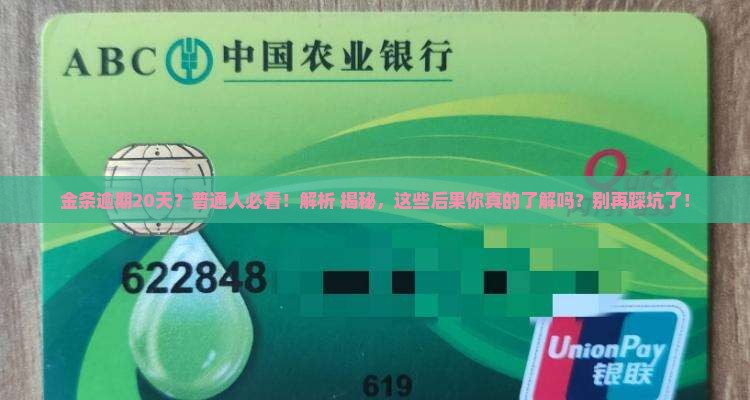 ABC 中国农业银行
Quick
金条逾期20天？普通人必看！解析 揭秘，这些后果你真的了解吗？别再踩坑了！
622848
UnionPay
银联
619